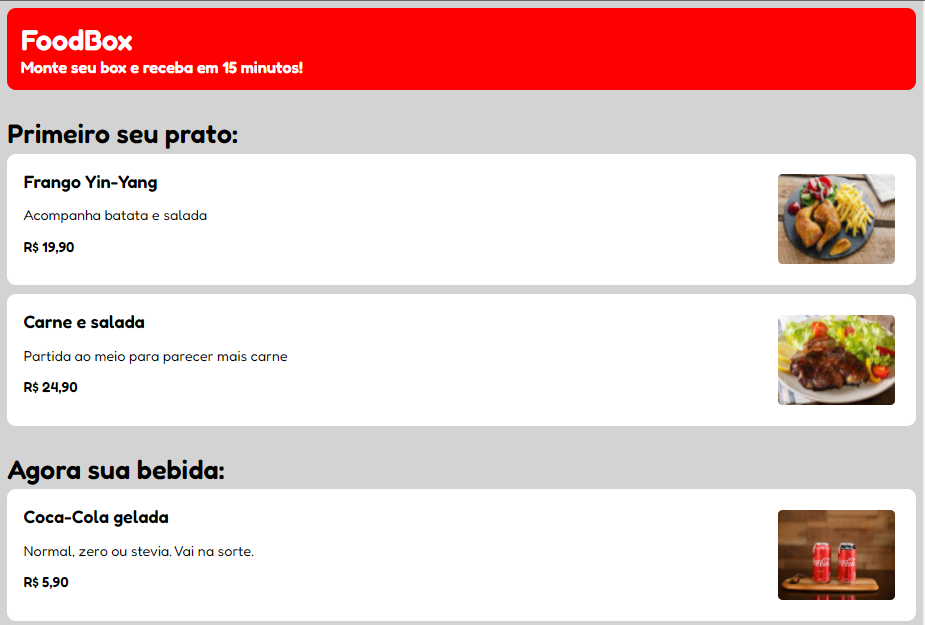 FoodBox
Monte seu box e receba em 15 minutos!
Primeiro seu prato:
Frango Yin-Yang
Acompanha batata e salada
R$ 19,90
Carne e salada
Partida ao meio para parecer mais carne
R$ 24,90
Agora sua bebida:
Coca-Cola gelada
Normal, zero ou stevia. Vai na sorte.
R$ 5,90